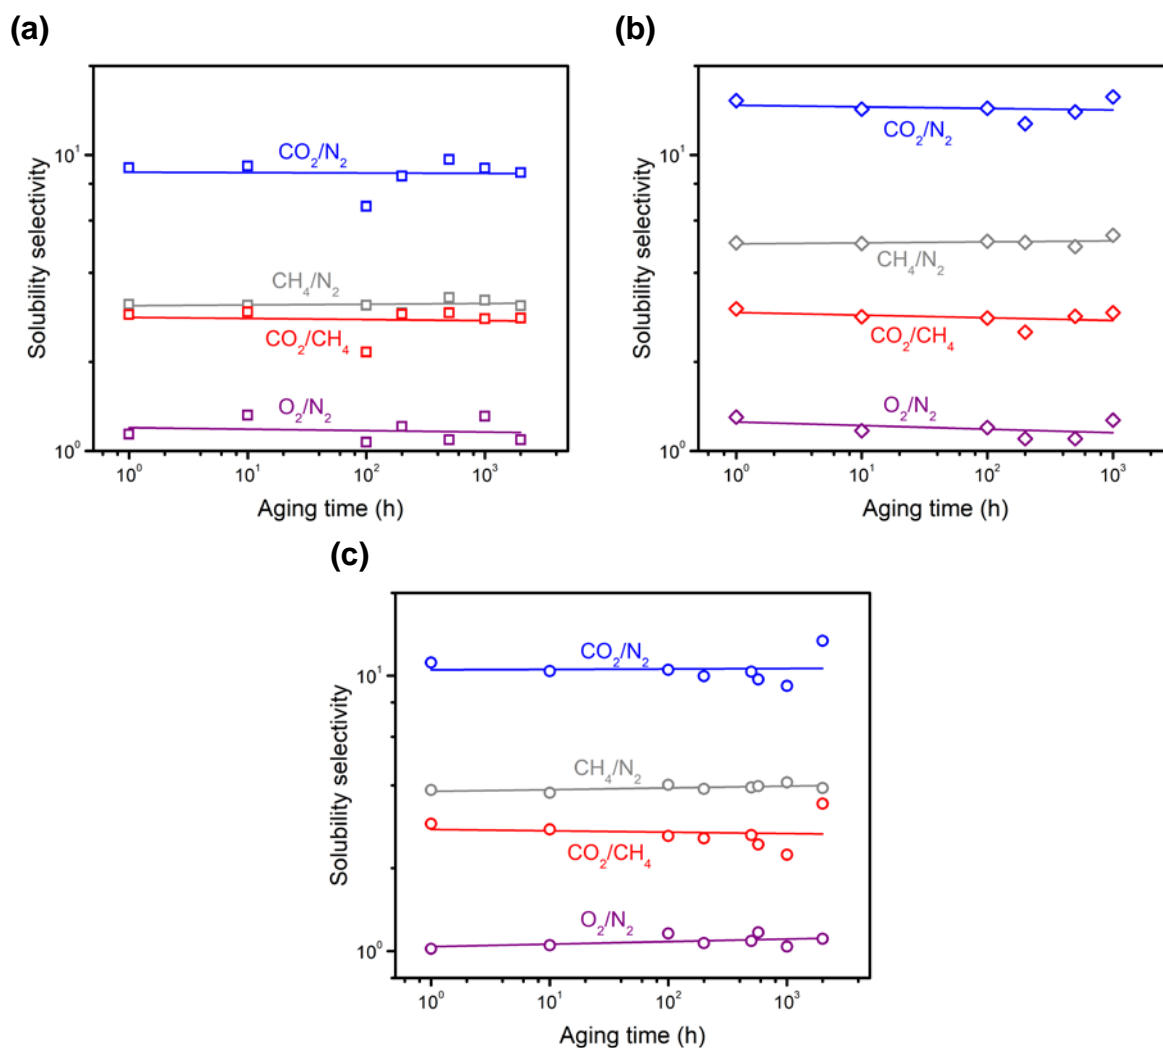 (a)
Solubility selectivity
10¹
10⁰
CO₂/N₂
CH₄/N₂
CO₂/CH₄
O₂/N₂
10⁰ 10¹ 10² 10³
Aging time (h)
(b)
Solubility selectivity
10¹
10⁰
CO₂/N₂
CH₄/N₂
CO₂/CH₄
O₂/N₂
10⁰ 10¹ 10² 10³
Aging time (h)
(c)
Solubility selectivity
10¹
10⁰
CO₂/N₂
CH₄/N₂
CO₂/CH₄
O₂/N₂
10⁰ 10¹ 10² 10³
Aging time (h)